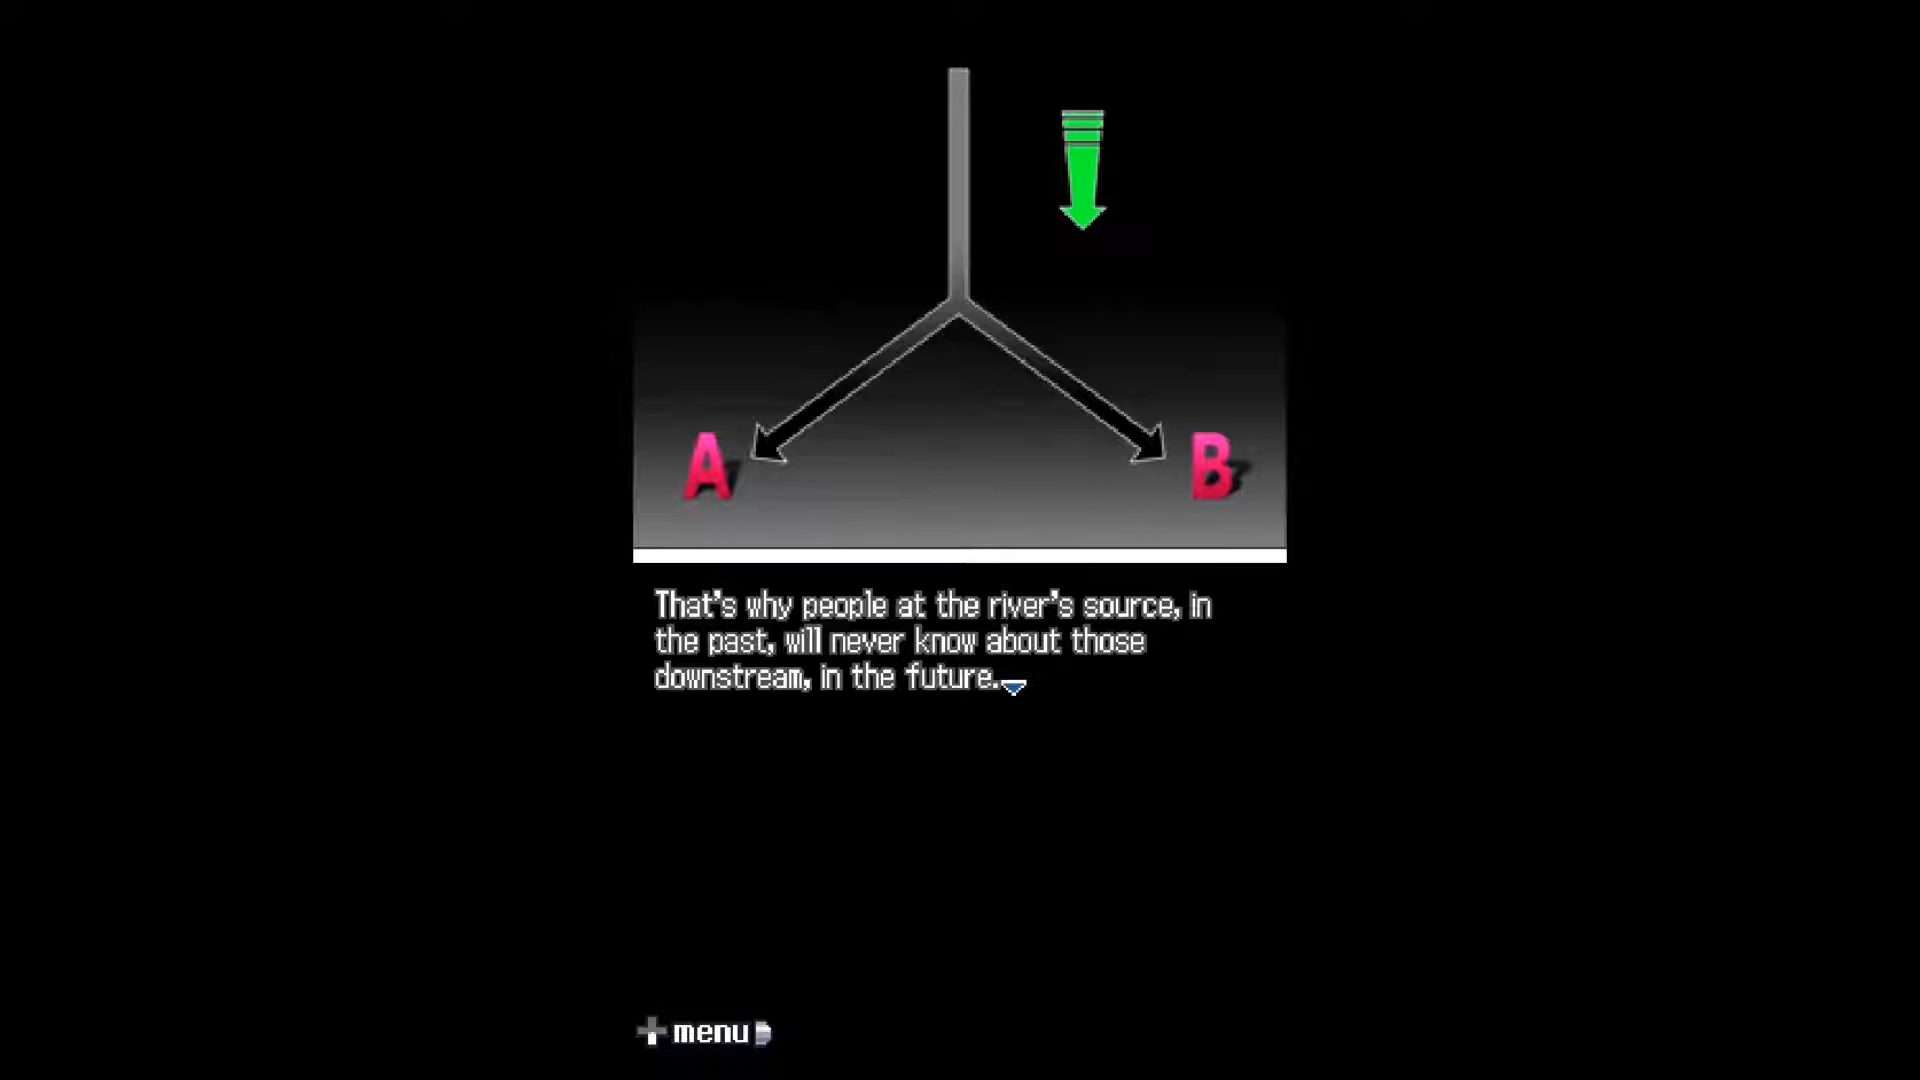 A
B
That's why people at the river's source, in
the past, will never know about those
downstream, in the future.
menu